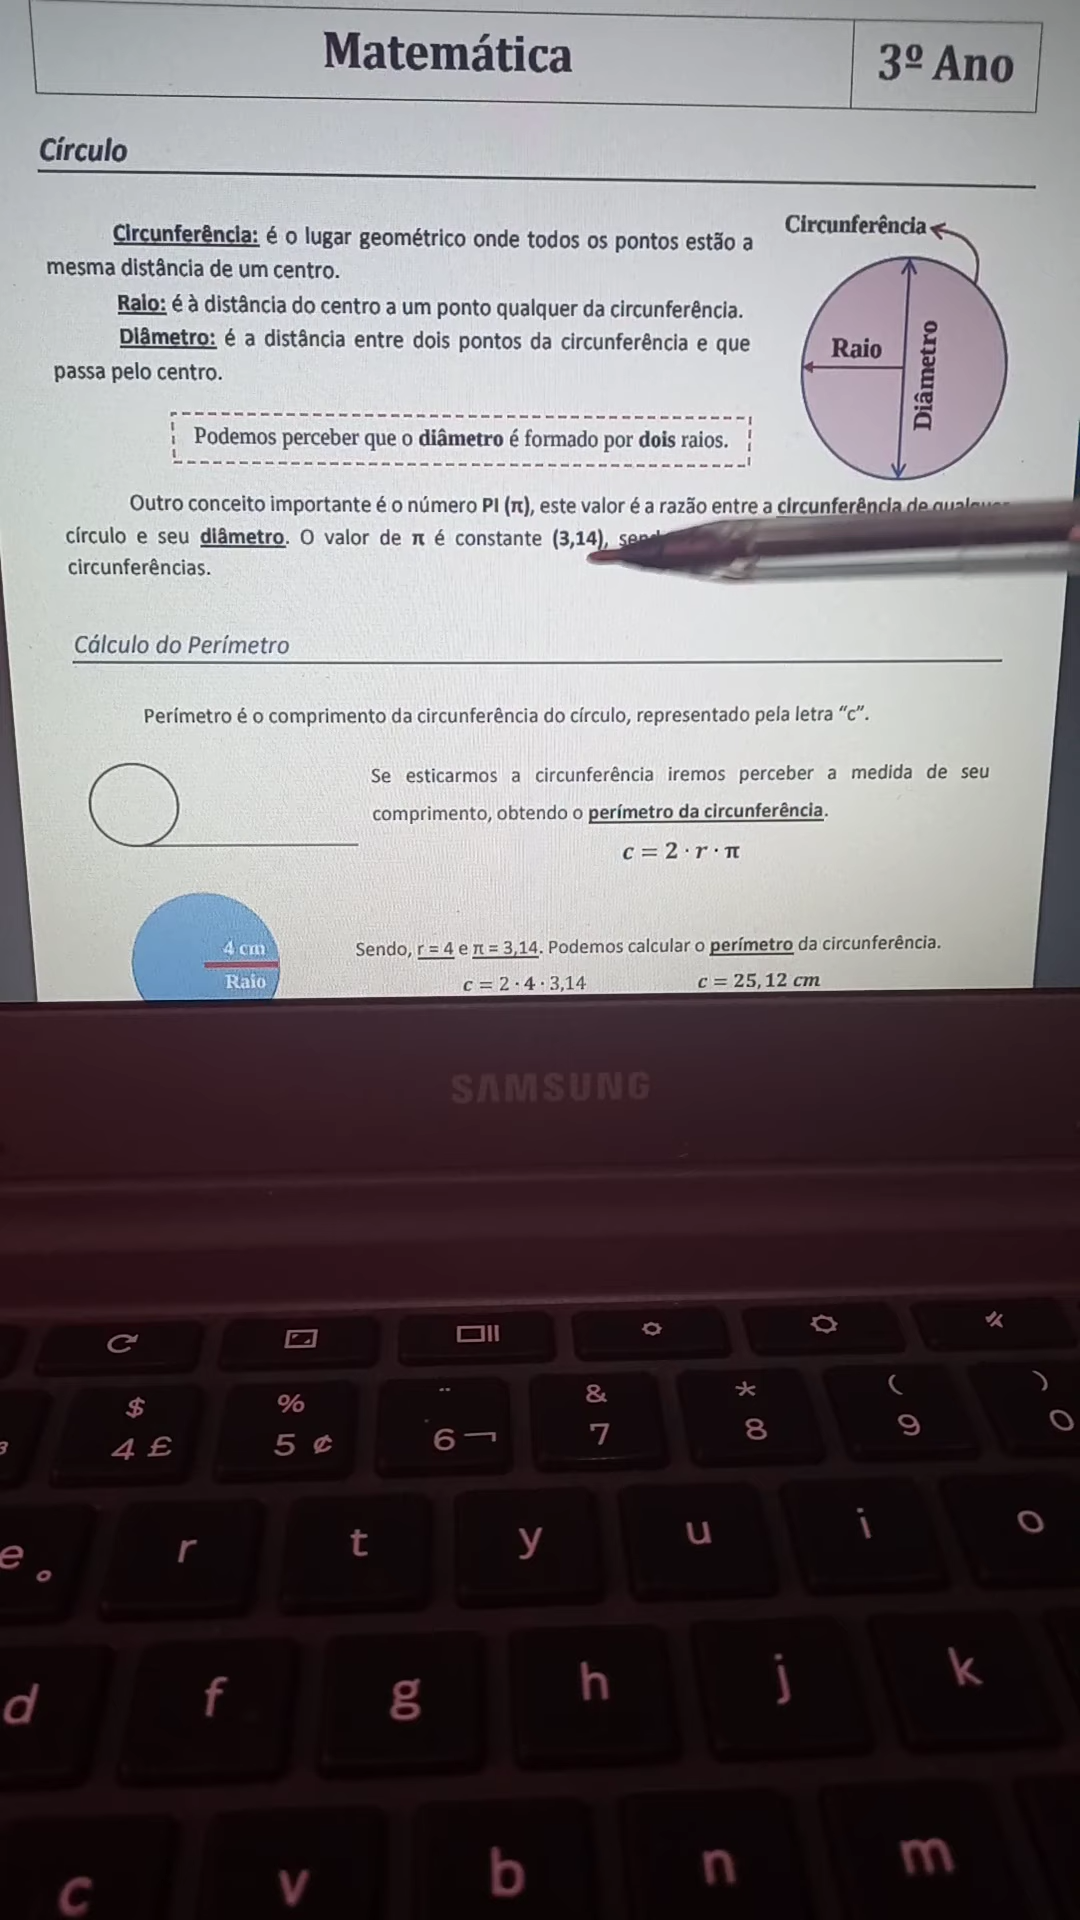 Matemática
3º Ano
Círculo
Circunferência: é o lugar geométrico onde todos os pontos estão a
mesma distância de um centro.
Raio: é à distância do centro a um ponto qualquer da circunferência.
Diâmetro: é a distância entre dois pontos da circunferência e que
passa pelo centro.
Circunferência
Raio
Diâmetro
Podemos perceber que o diâmetro é formado por dois raios.
Outro conceito importante é o número PI (π), este valor é a razão entre a circunferência de
círculo e seu diâmetro. O valor de π é constante (3,14),
circunferências.
Cálculo do Perímetro
Perímetro é o comprimento da circunferência do círculo, representado pela letra “c”.
Se esticarmos a circunferência iremos perceber a medida de seu
comprimento, obtendo o perímetro da circunferência.
c = 2 · r · π
4 cm
Raio
Sendo, r = 4 e π = 3,14. Podemos calcular o perímetro da circunferência.
c = 2 · 4 · 3,14 c = 25,12 cm
SAMSUNG
$ % ¨ & * ( )
4 £ 5 ¢ 6 ¬ 7 8 9 0
e ° r t y u i o
d f g h j k
c v b n m